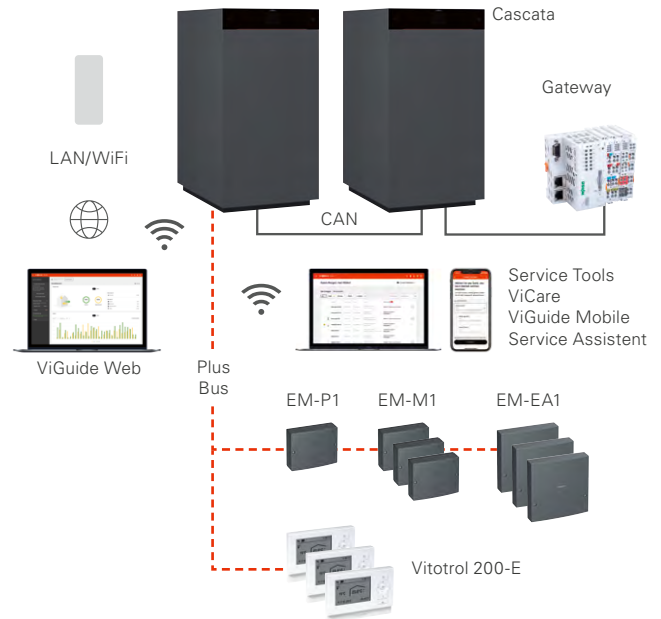 Cascata
Gateway
LAN/WiFi
CAN
Service Tools
ViCare
ViGuide Mobile
Service Assistent
ViGuide Web
Plus
Bus
EM-P1
EM-M1
EM-EA1
Vitotrol 200-E